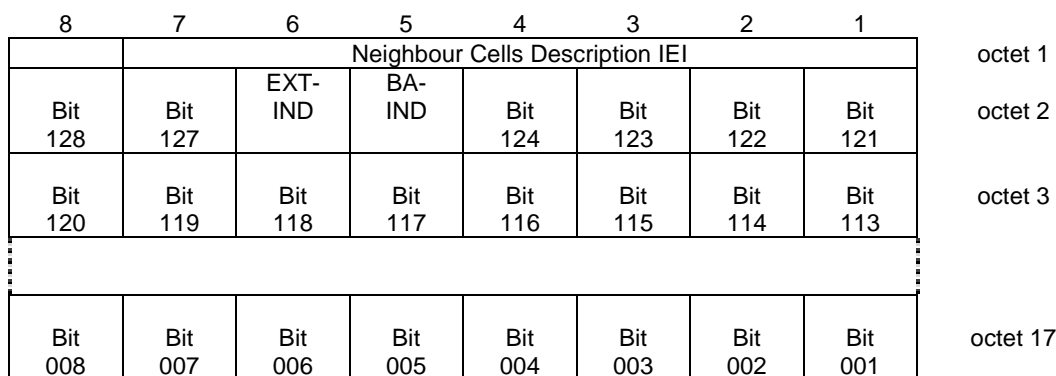 8 7 6 5 4 3 2 1
Neighbour Cells Description IEI octet 1
EXT- BA-
Bit Bit IND IND Bit Bit Bit Bit octet 2
128 127 124 123 122 121
Bit Bit Bit Bit Bit Bit Bit Bit octet 3
120 119 118 117 116 115 114 113
Bit Bit Bit Bit Bit Bit Bit Bit octet 17
008 007 006 005 004 003 002 001